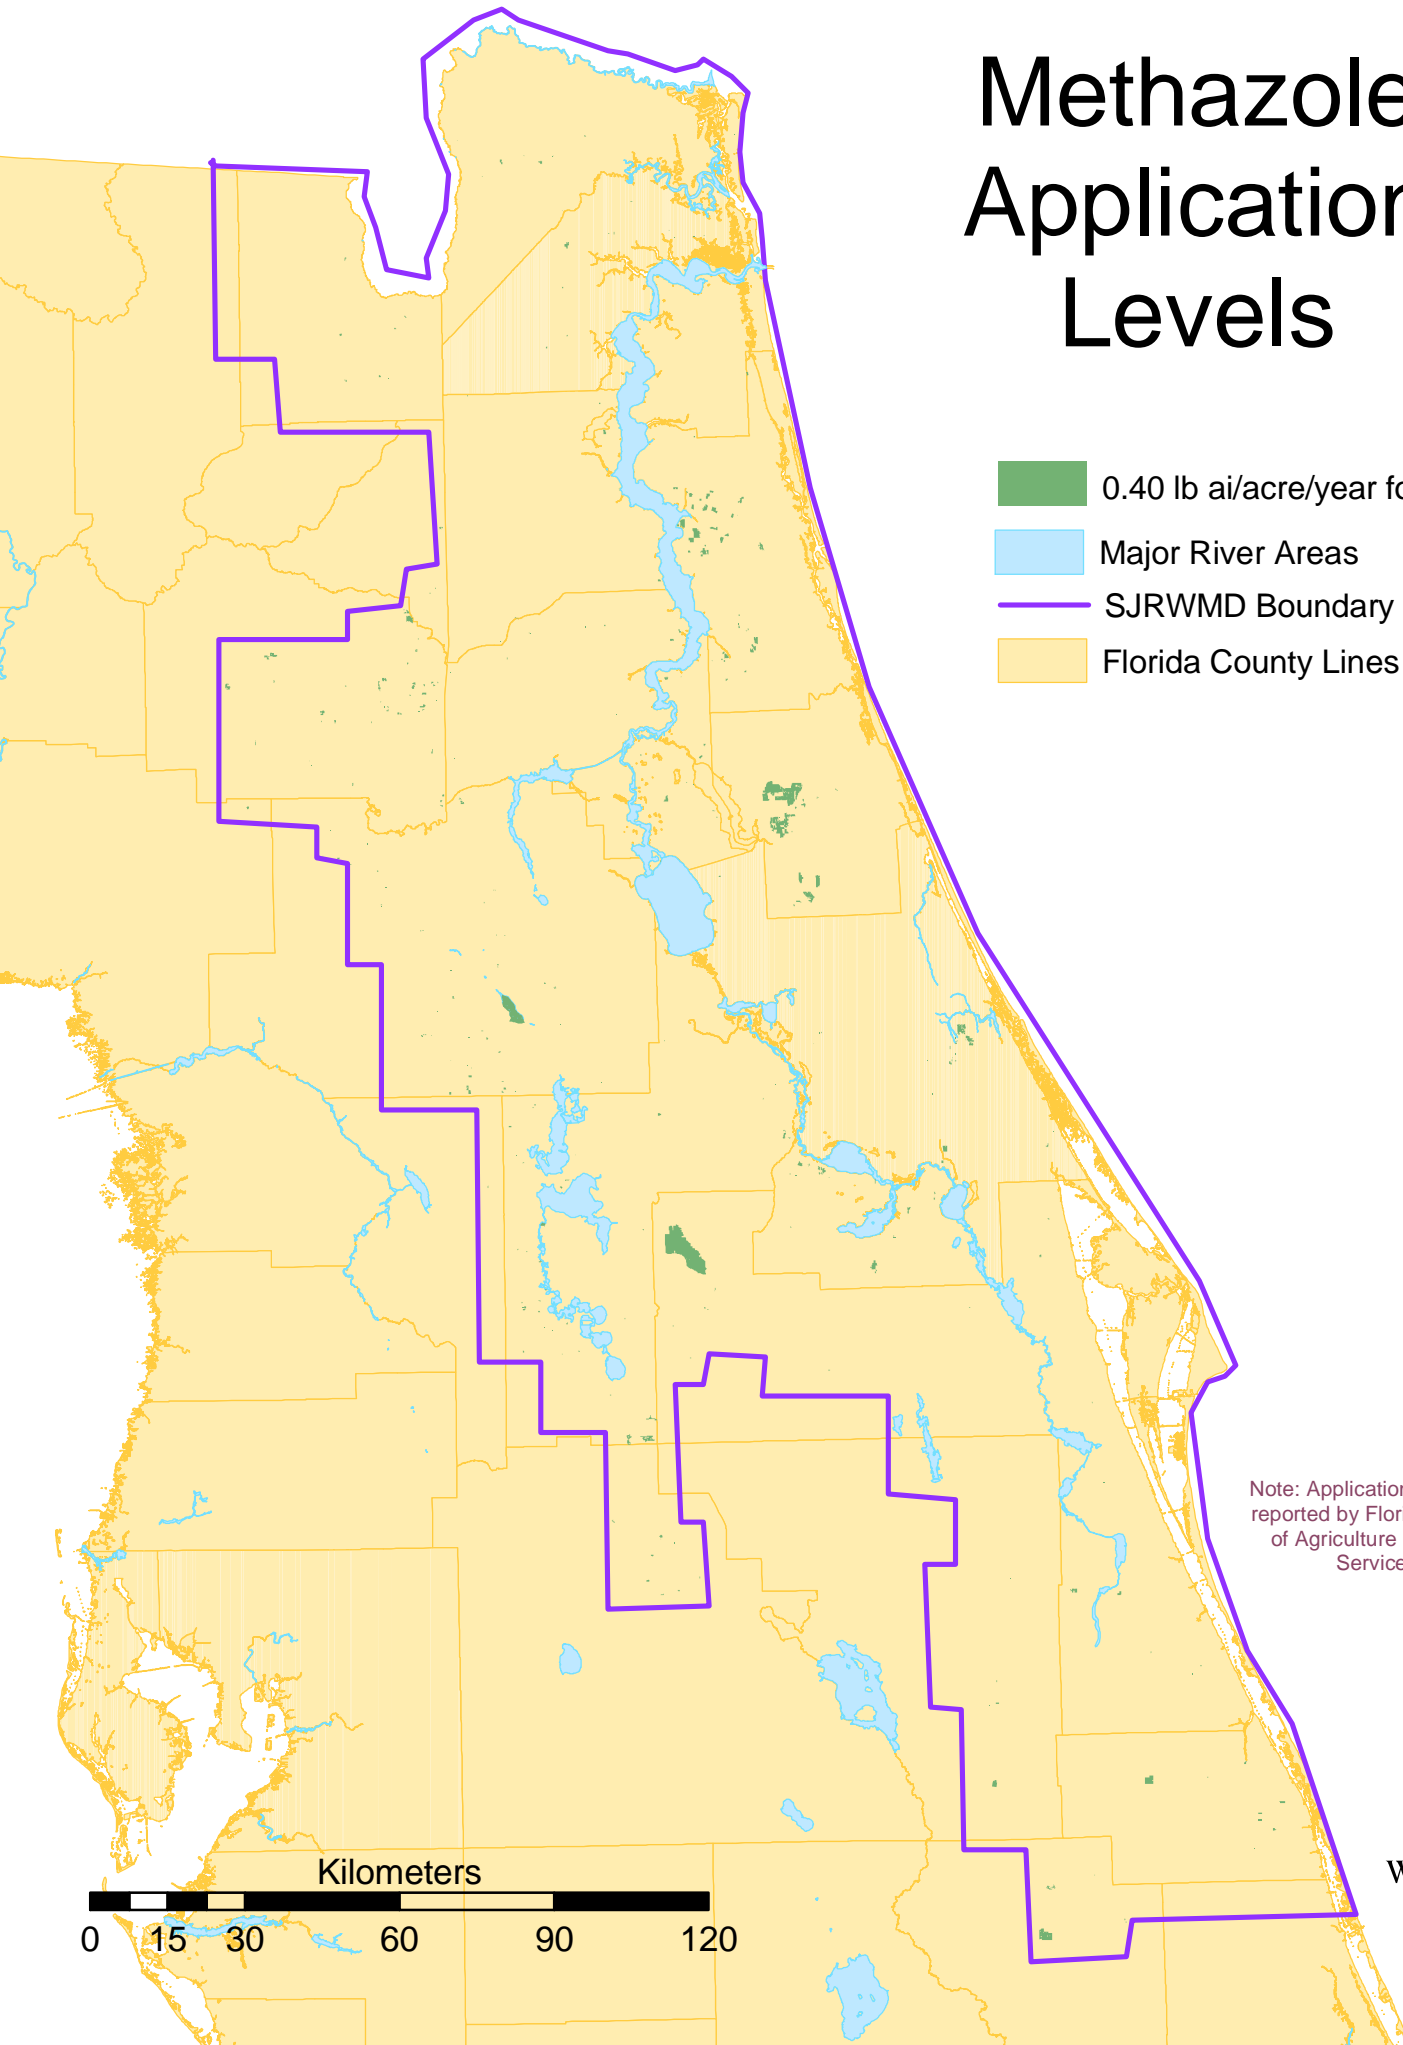 Methazole
Application
Levels
0.40 lb ai/acre/year fo
Major River Areas
SJRWMD Boundary
Florida County Lines
Note: Application
reported by Flori
of Agriculture
Service
W
Kilometers
0 15 30 60 90 120